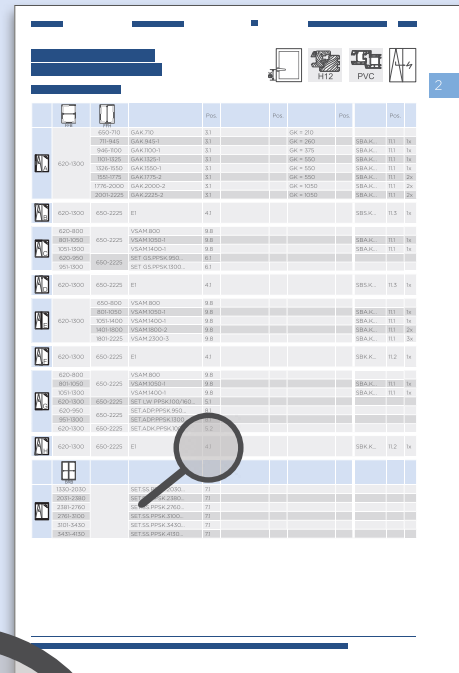 H12 PVC
2
FFB FFH Pos. Pos. Pos. Pos.
650-710 GAK.710 3.1 GK = 210
711-945 GAK.945-1 3.1 GK = 260 SBA.K... 11.1 1x
946-1100 GAK.1100-1 3.1 GK = 375 SBA.K... 11.1 1x
A 620-1300 1101-1325 GAK.1325-1 3.1 GK = 550 SBA.K... 11.1 1x
1326-1550 GAK.1550-1 3.1 GK = 550 SBA.K... 11.1 1x
1551-1775 GAK.1775-2 3.1 GK = 550 SBA.K... 11.1 2x
1776-2000 GAK.2000-2 3.1 GK = 1050 SBA.K... 11.1 2x
2001-2225 GAK.2225-2 3.1 GK = 1050 SBA.K... 11.1 2x
620-1300 650-2225 E1 4.1 SBS.K... 11.3 1x
620-800 VSAM.800 9.8
801-1050 650-2225 VSAM.1050-1 9.8 SBA.K... 11.1 1x
1051-1300 VSAM.1400-1 9.8 SBA.K... 11.1 1x
620-950 650-2225 SET GS.PPSK.950... 6.1
951-1300 SET GS.PPSK.1300... 6.1
620-1300 650-2225 E1 4.1 SBS.K... 11.3 1x
650-800 VSAM.800 9.8
801-1050 VSAM.1050-1 9.8 SBA.K... 11.1 1x
620-1300 1051-1400 VSAM.1400-1 9.8 SBA.K... 11.1 1x
1401-1800 VSAM.1800-2 9.8 SBA.K... 11.1 2x
1801-2225 VSAM.2300-3 9.8 SBA.K... 11.1 3x
620-1300 650-2225 E1 4.1 SBK.K... 11.2 1x
620-800 VSAM.800 9.8
801-1050 650-2225 VSAM.1050-1 9.8 SBA.K... 11.1 1x
1051-1300 VSAM.1400-1 9.8 SBA.K... 11.1 1x
620-1300 650-2225 SET LW.PPSK.100/160... 5.1
620-950 650-2225 SET.ADP.PPSK.950...
951-1300 SET.ADP.PPSK.1300
620-1300 650-2225 SET.ADK.PPSK.10
620-1300 650-2225 E1 4.1 SBK.K... 11.2 1x
1330-2030 SET.SS.PPSK.2030... 7.1
2031-2380 SET.SS.PPSK.2380... 7.1
2381-2760 SET.SS.PPSK.2760... 7.1
2761-3100 SET.SS.PPSK.3100... 7.1
3101-3430 SET.SS.PPSK.3430... 7.1
3431-4130 SET.SS.PPSK.4130... 7.1